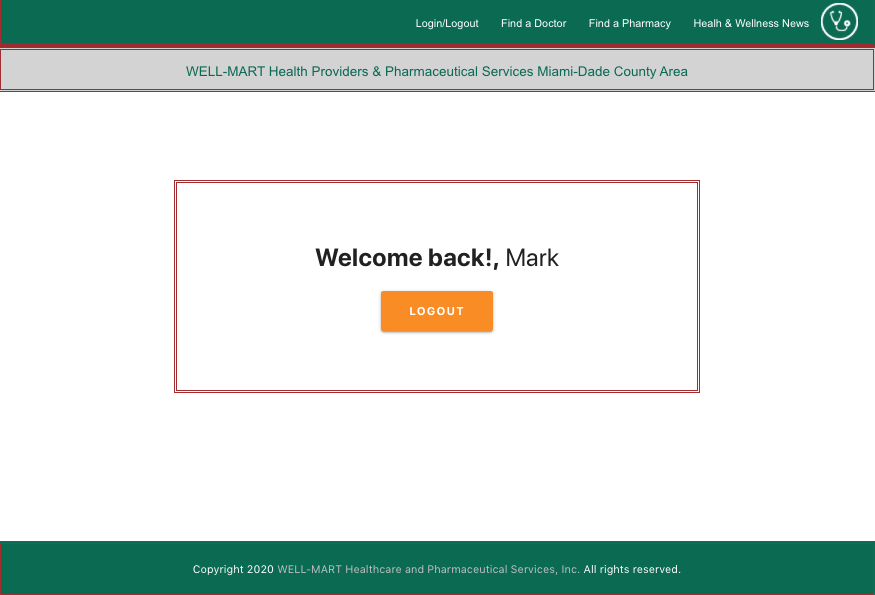 Login/Logout Find a Doctor Find a Pharmacy Healh & Wellness News
WELL-MART Health Providers & Pharmaceutical Services Miami-Dade County Area
Welcome back!, Mark
LOGOUT
Copyright 2020 WELL-MART Healthcare and Pharmaceutical Services, Inc. All rights reserved.